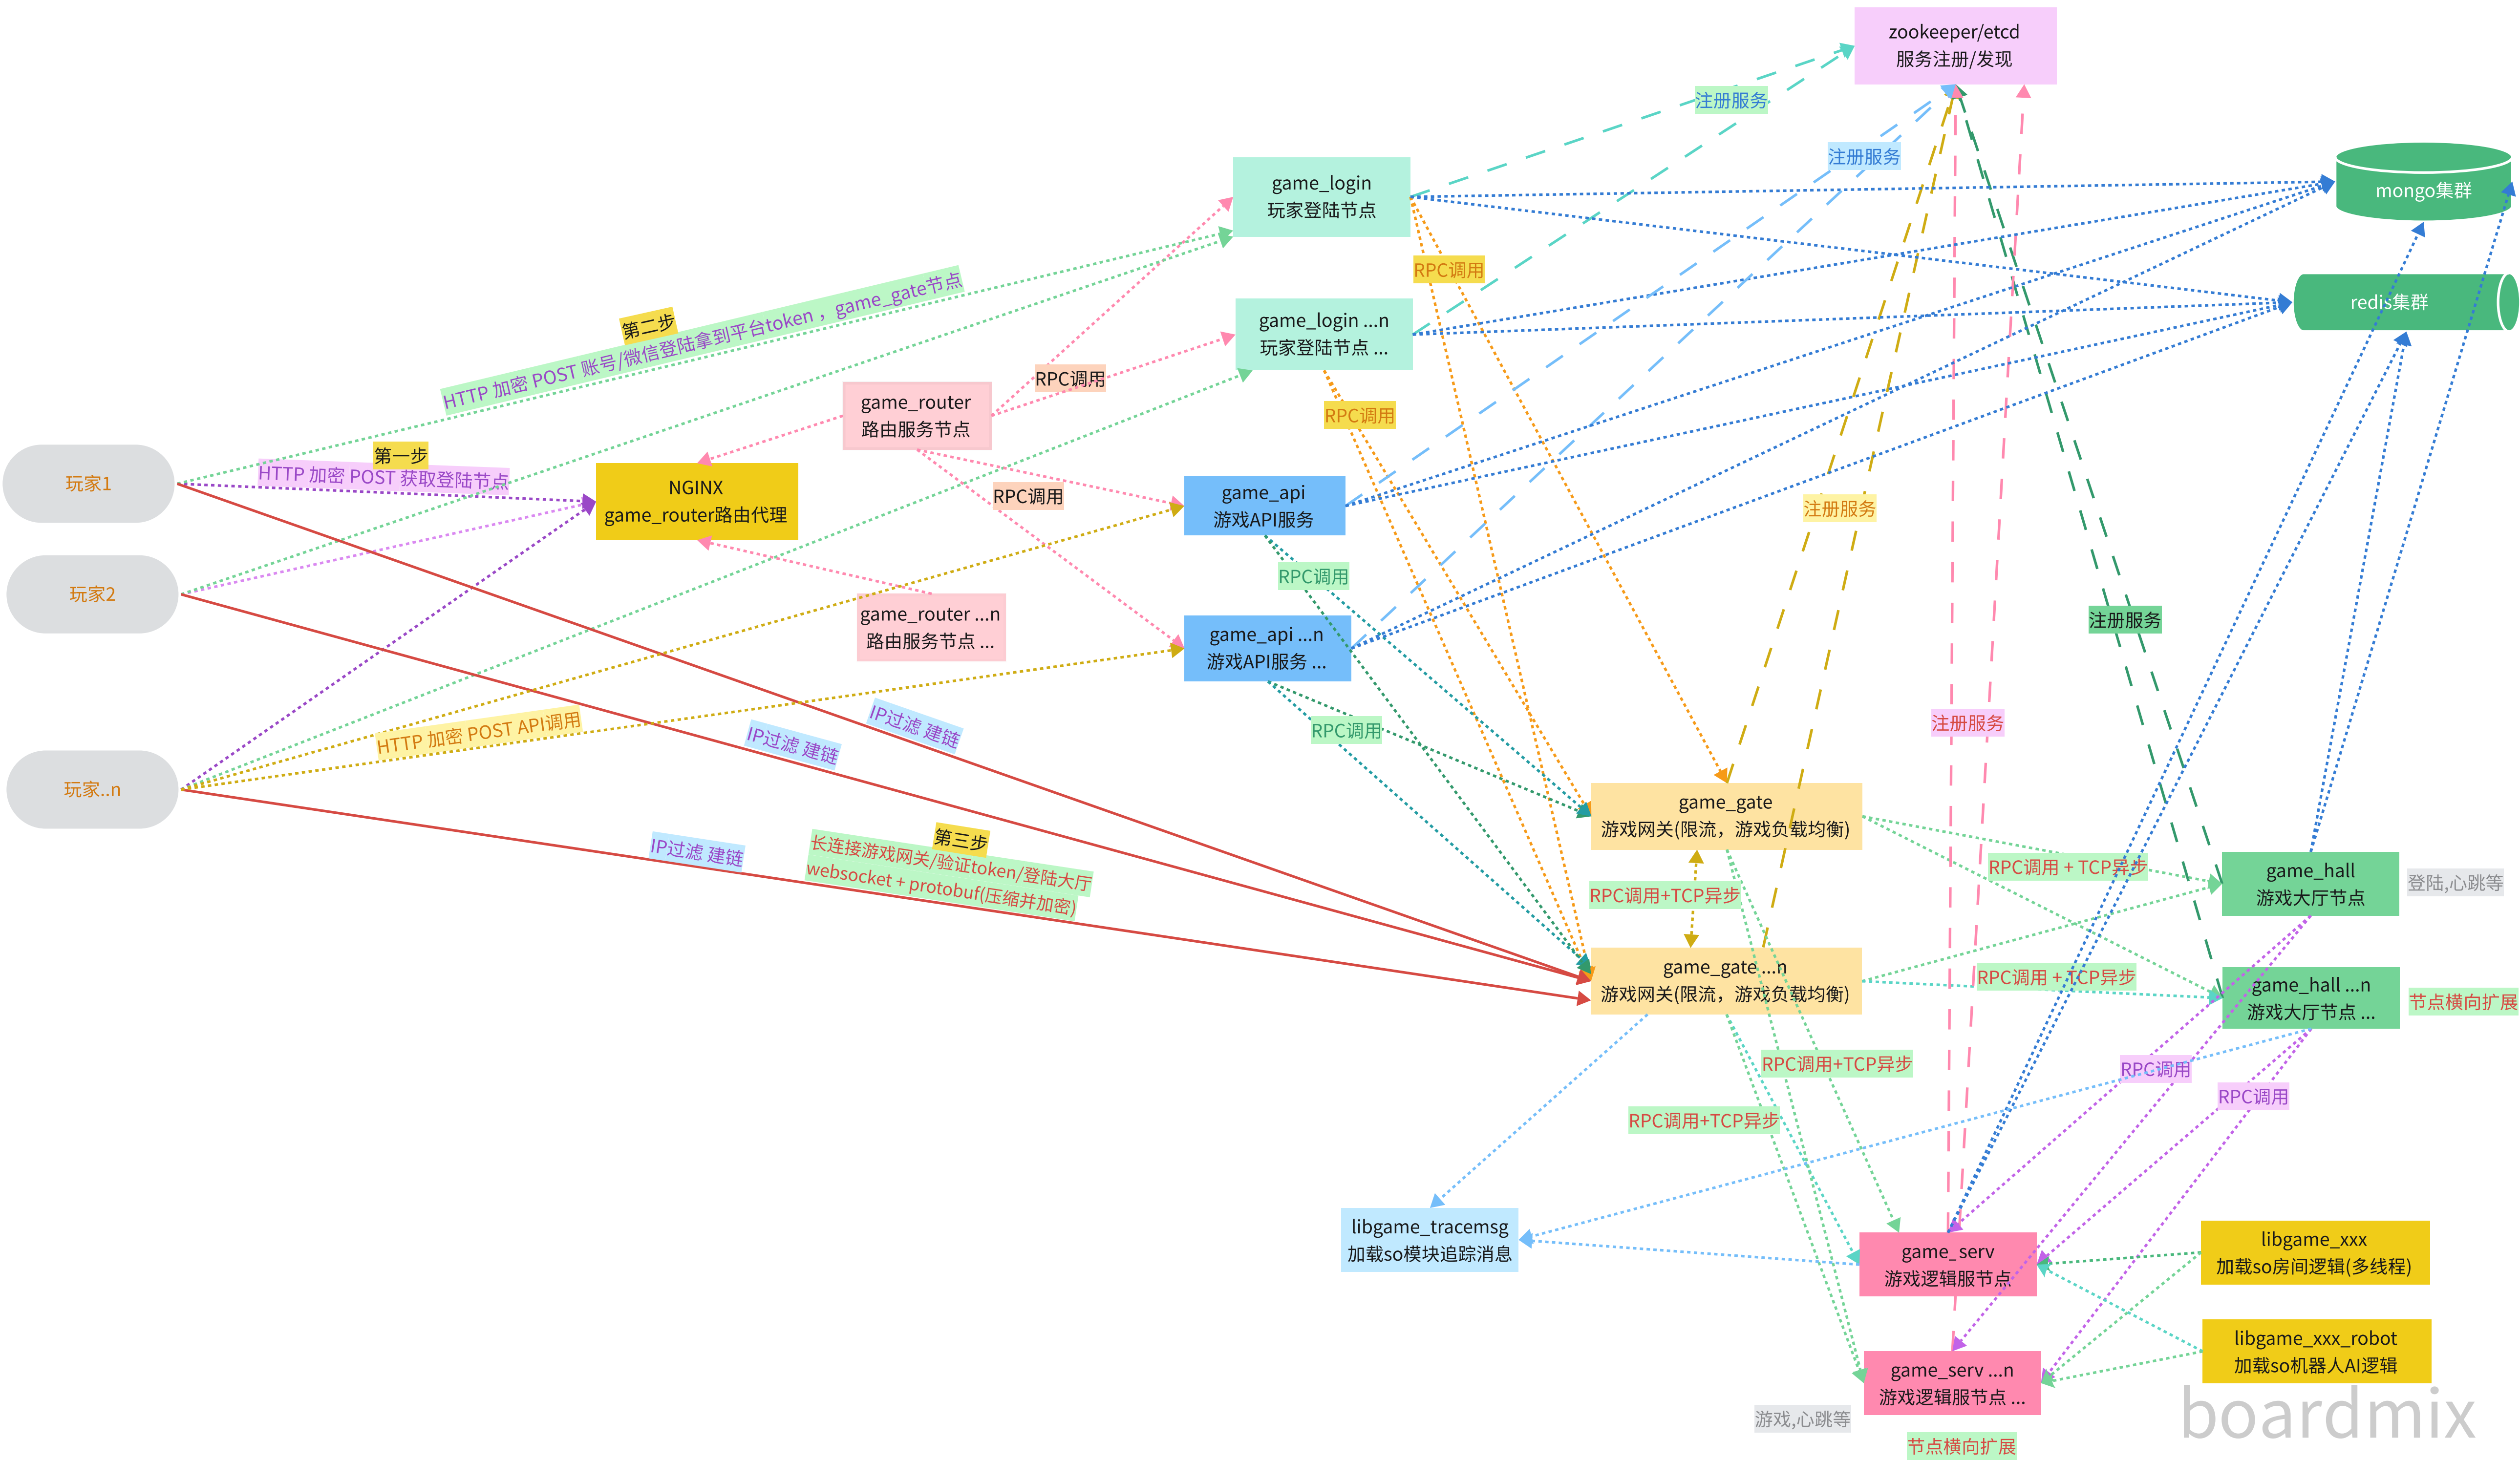 zookeeper/etcd
服务注册/发现
注册服务
注册服务
mongo集群
game_login
玩家登陆节点
RPC调用
redis集群
第二步
HTTP 加密 POST 账号/微信登陆拿到平台token ，game_gate节点
game_login ...n
玩家登陆节点 ...
RPC调用
game_router
路由服务节点
RPC调用
第一步
HTTP 加密 POST 获取登陆节点
玩家1
NGINX
game_router路由代理
RPC调用
game_api
游戏API服务
注册服务
RPC调用
玩家2
game_router ...n
路由服务节点 ...
game_api ...n
游戏API服务 ...
注册服务
IP过滤 建链
IP过滤 建链
HTTP 加密 POST API调用
RPC调用
注册服务
玩家..n
game_gate
游戏网关(限流，游戏负载均衡)
IP过滤 建链
第三步
长连接游戏网关/验证token/登陆大厅
websocket + protobuf(压缩并加密)
RPC调用+TCP异步
RPC调用 + TCP异步
game_hall
游戏大厅节点
登陆,心跳等
game_gate ...n
游戏网关(限流，游戏负载均衡)
RPC调用 + TCP异步
game_hall ...n
游戏大厅节点 ...
节点横向扩展
RPC调用+TCP异步
RPC调用
RPC调用
RPC调用+TCP异步
libgame_tracemsg
加载so模块追踪消息
game_serv
游戏逻辑服节点
libgame_xxx
加载so房间逻辑(多线程)
libgame_xxx_robot
加载so机器人AI逻辑
game_serv ...n
游戏逻辑服节点 ...
游戏,心跳等
节点横向扩展
boardmix